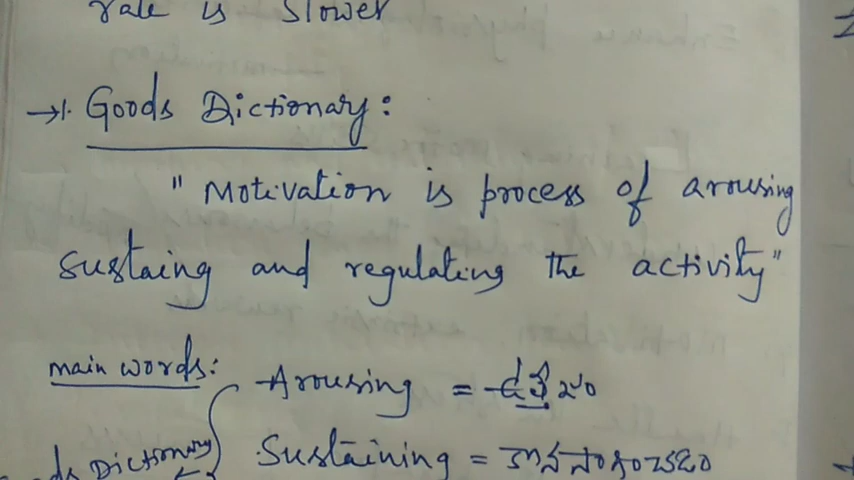 rate is slower
→1. Goods Dictionary:
" Motivation is process of arousing
sustaing and regulating the activity"
main words:
Arousing =
Sustaining = కొనసాగించడం
Dictionary